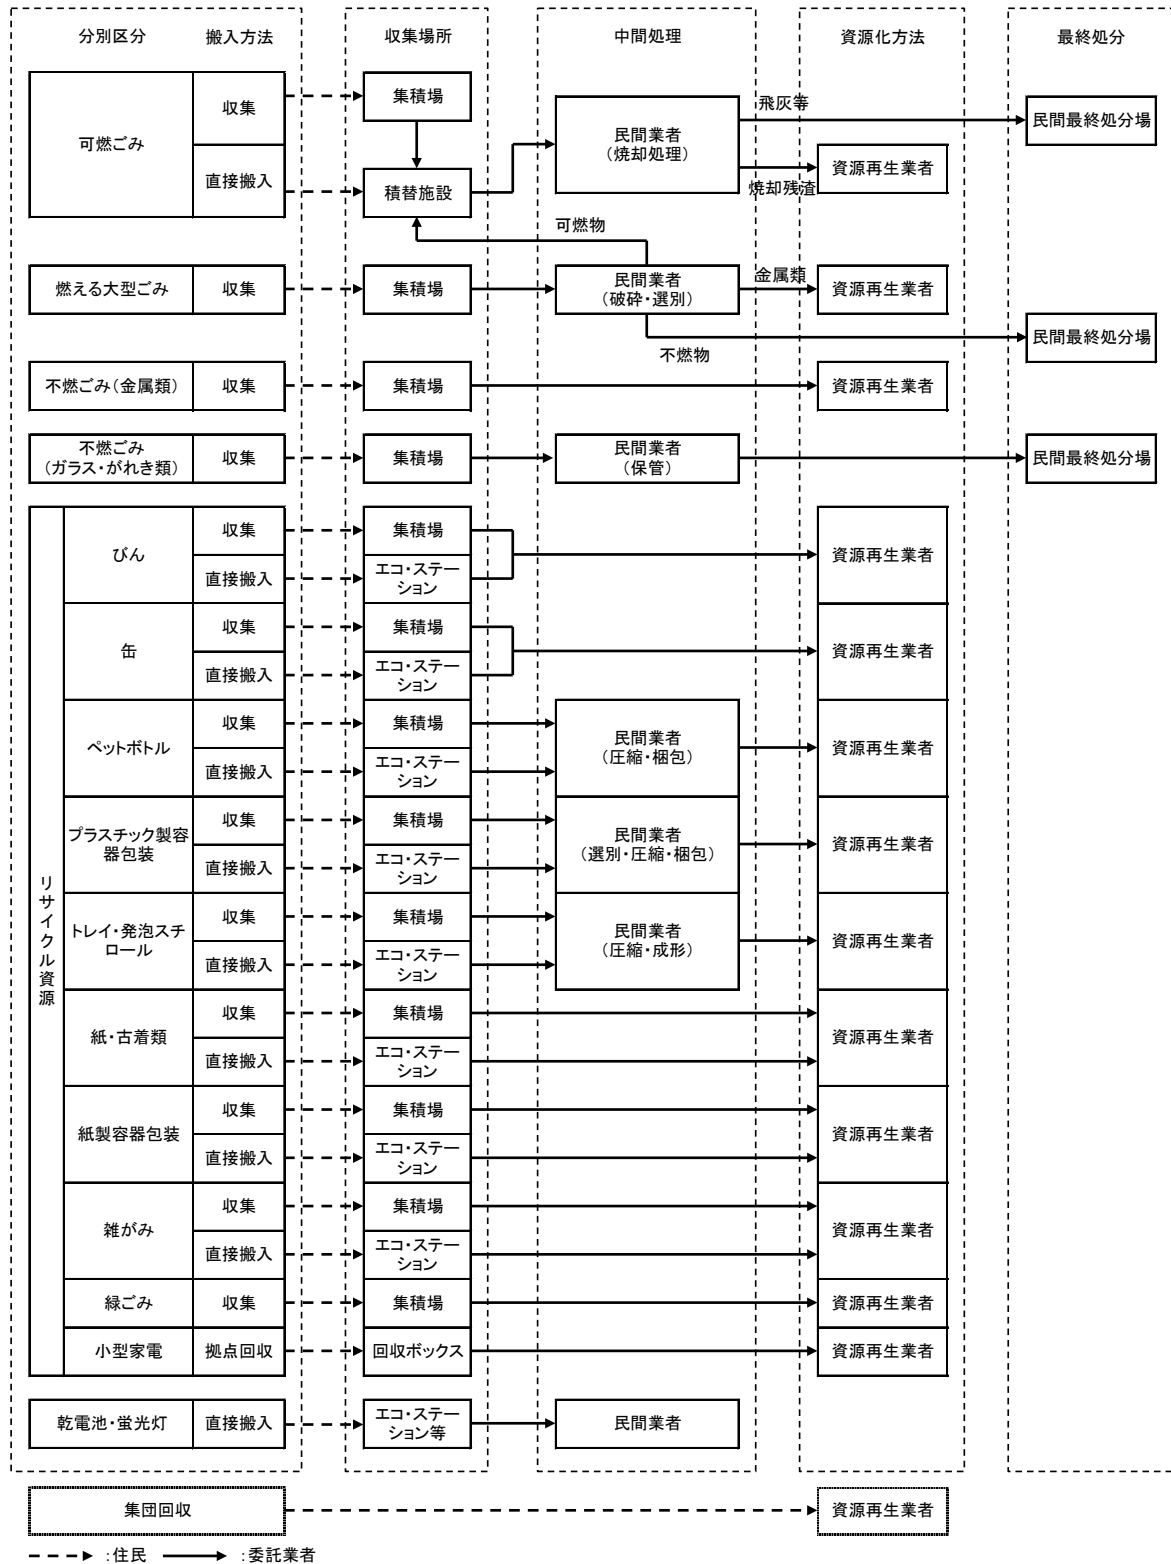 分別区分 搬入方法 収集場所 中間処理 資源化方法 最終処分
可燃ごみ
収集
集積場
直接搬入
積替施設
民間業者
(焼却処理)
飛灰等
民間最終処分場
資源再生業者
焼却残査
可燃物
燃える大型ごみ
収集
集積場
民間業者
(破砕・選別)
金属類
資源再生業者
不燃物
民間最終処分場
不燃ごみ(金属類)
収集
集積場
資源再生業者
不燃ごみ
(ガラス・がれき類)
収集
集積場
民間業者
(保管)
民間最終処分場
リサイクル資源
びん
収集
集積場
直接搬入
エコ・ステー
ション
資源再生業者
缶
収集
集積場
直接搬入
エコ・ステー
ション
資源再生業者
ペットボトル
収集
集積場
直接搬入
エコ・ステー
ション
民間業者
(圧縮・梱包)
資源再生業者
プラスチック製容
器包装
収集
集積場
直接搬入
エコ・ステー
ション
民間業者
(選別・圧縮・梱包)
資源再生業者
トレイ・発泡スチ
ロール
収集
集積場
直接搬入
エコ・ステー
ション
民間業者
(圧縮・成形)
資源再生業者
紙・古着類
収集
集積場
直接搬入
エコ・ステー
ション
資源再生業者
紙製容器包装
収集
集積場
直接搬入
エコ・ステー
ション
資源再生業者
雑がみ
収集
集積場
直接搬入
エコ・ステー
ション
資源再生業者
緑ごみ
収集
集積場
資源再生業者
小型家電
拠点回収
回収ボックス
資源再生業者
乾電池・蛍光灯
直接搬入
エコ・ステー
ション等
民間業者
集団回収
資源再生業者
:住民 :委託業者